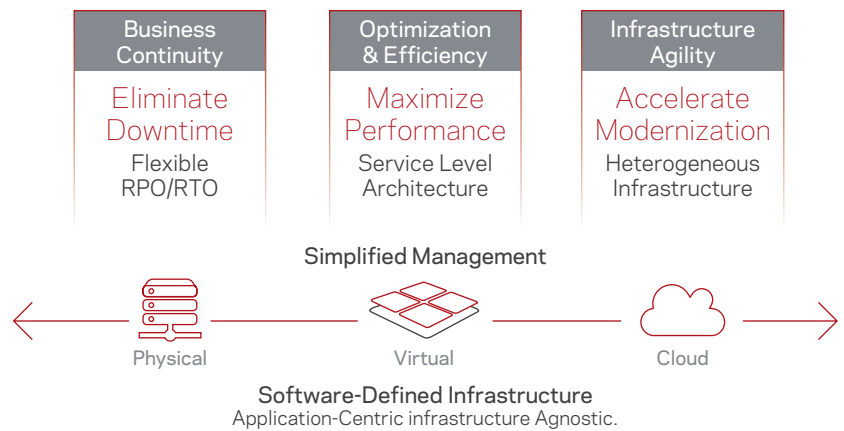 Business
Continuity
Eliminate
Downtime
Flexible
RPO/RTO
Optimization
& Efficiency
Maximize
Performance
Service Level
Architecture
Infrastructure
Agility
Accelerate
Modernization
Heterogeneous
Infrastructure
Simplified Management
Physical
Virtual
Cloud
Software-Defined Infrastructure
Application-Centric infrastructure Agnostic.